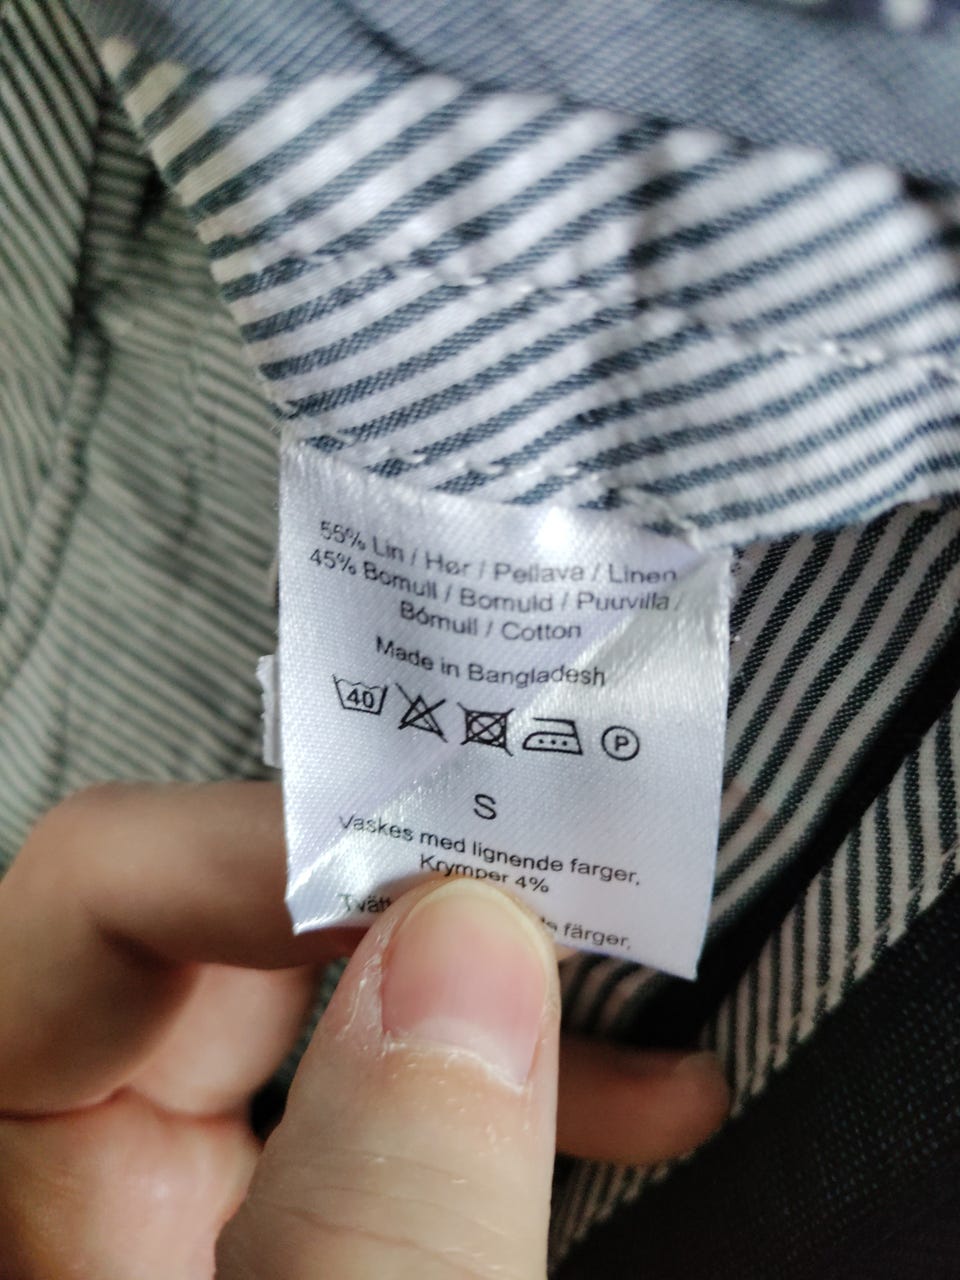 55% Lin / Hør / Pellava / Linen
45% Bomull / Bomuld / Puuvilla /
Bómull / Cotton
Made in Bangladesh
40 P
S
Vaskes med lignende farger,
Krymper 4%
färger,